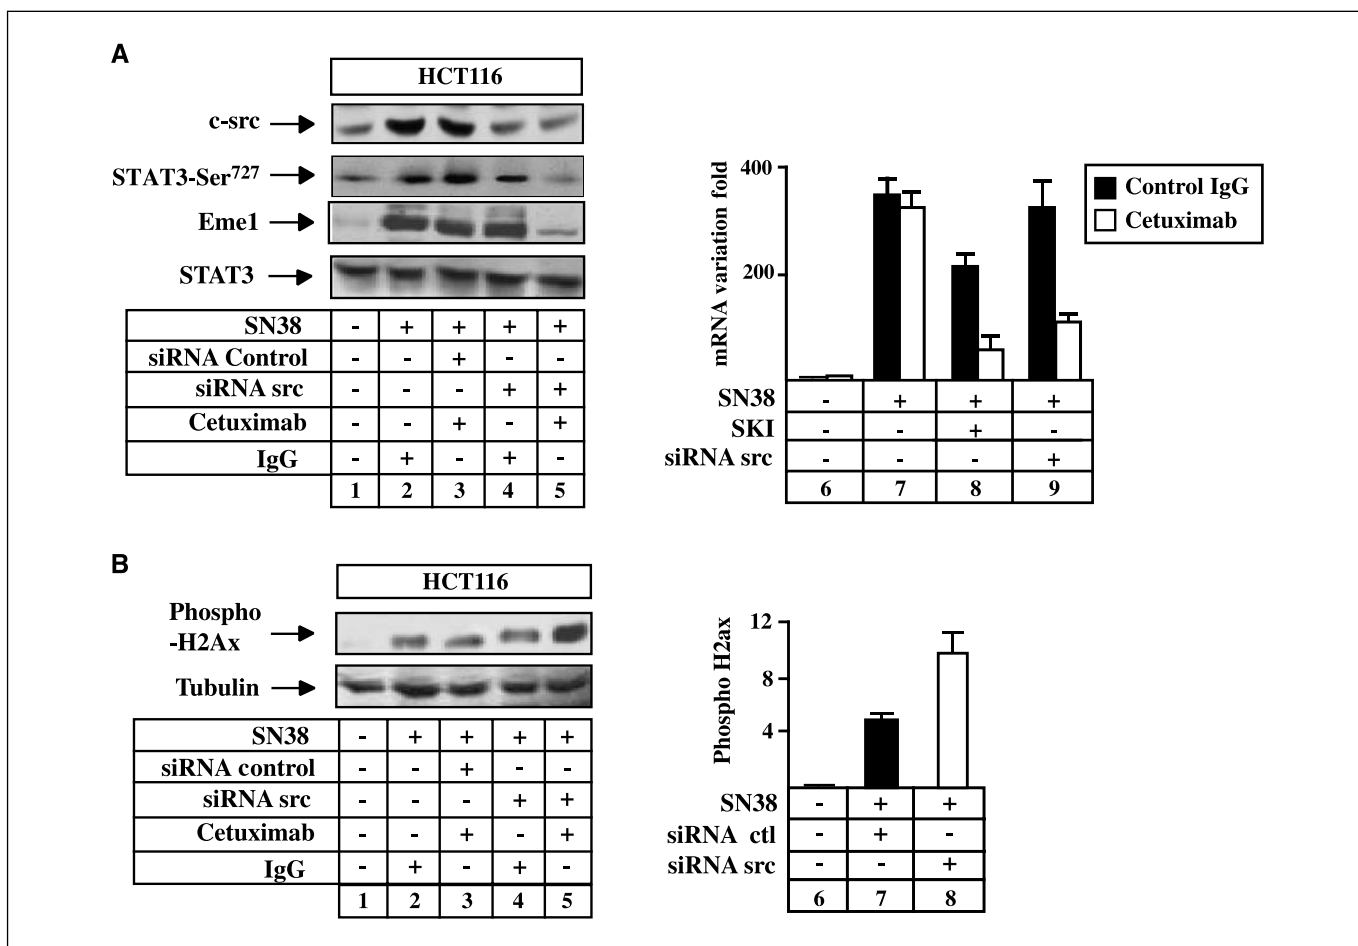 A
HCT116
c-src
STAT3-Ser727
Eme1
STAT3
SN38 - + + + +
siRNA Control - - + - -
siRNA src - - - + +
Cetuximab - - + - +
IgG - + - + -
1 2 3 4 5
400
200
mRNA variation fold
Control IgG
Cetuximab
SN38 - + + +
SKI - - + -
siRNA src - - - +
6 7 8 9
B
HCT116
Phospho
-H2Ax
Tubulin
SN38 - + + + +
siRNA control - - + - -
siRNA src - - - + +
Cetuximab - - + - +
IgG - + - + -
1 2 3 4 5
12
8
4
Phospho H2ax
SN38 - + +
siRNA ctl - + -
siRNA src - - +
6 7 8